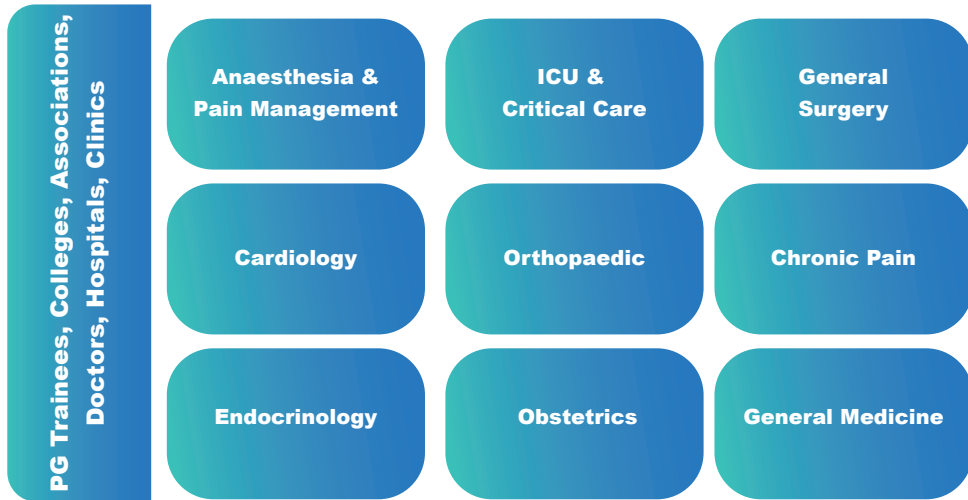 PG Trainees, Colleges, Associations,
Doctors, Hospitals, Clinics
Anaesthesia &
Pain Management
ICU &
Critical Care
General
Surgery
Cardiology
Orthopaedic
Chronic Pain
Endocrinology
Obstetrics
General Medicine